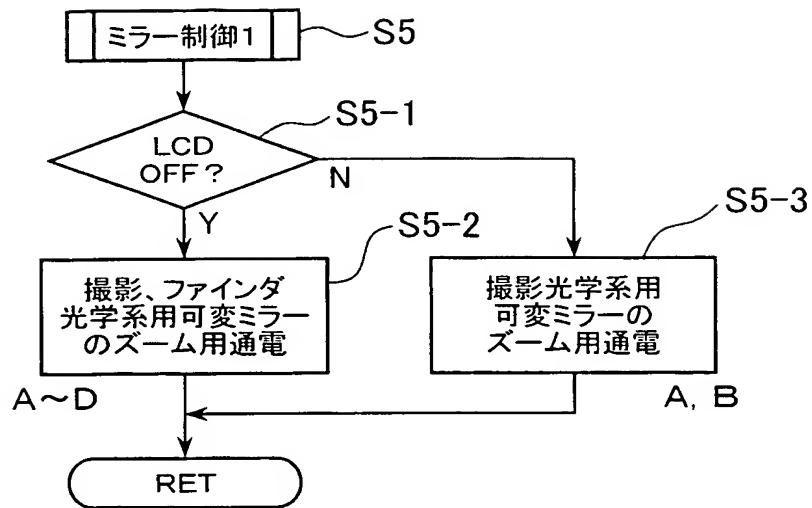 ミラー制御1
S5
S5-1
LCD
OFF?
N
Y
S5-2
S5-3
撮影、ファインダ
光学系用可変ミラー
のズーム用通電
撮影光学系用
可変ミラーの
ズーム用通電
A~D
A, B
RET